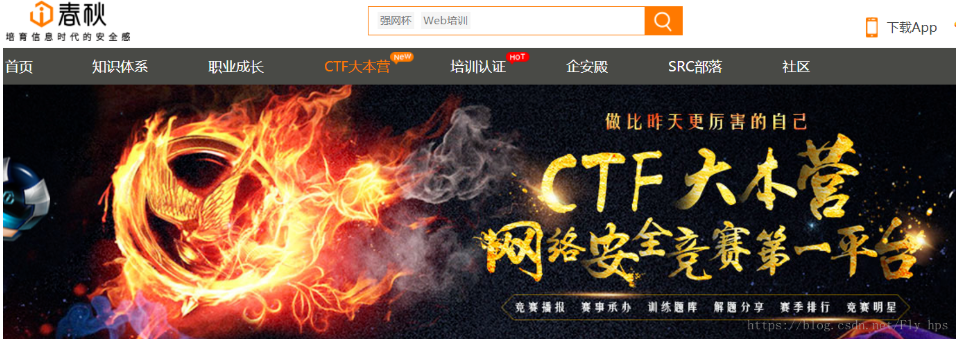 春秋
培育信息时代的安全感
强网杯 Web培训
下载App
首页 知识体系 职业成长 CTF大本营 NEW 培训认证 HOT 企安殿 SRC部落 社区
做比昨天更厉害的自己
CTF大本营
网络安全竞赛第一平台
竞赛播报 赛事承办 训练题库 解题分享 赛季排行 竞赛明星
https://blog.csdn.net/Fly_hps